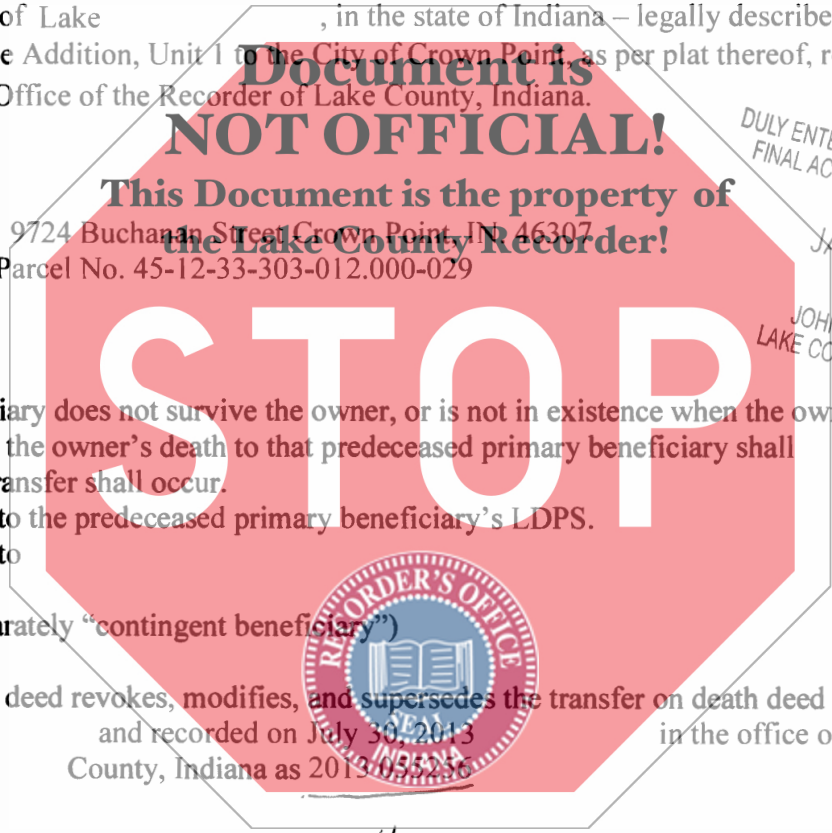 of Lake , in the state of Indiana – legally describe
e Addition, Unit 1 to the City of Crown Point, as per plat thereof, r
Office of the Recorder of Lake County, Indiana.
Document is
NOT OFFICIAL!
This Document is the property of
the Lake County Recorder!
DULY ENTE
FINAL AC
9724 Buchanan Street Crown Point, IN 46307
Parcel No. 45-12-33-303-012.000-029
JA
JOH
LAKE CO
STOP
iary does not survive the owner, or is not in existence when the ow
the owner's death to that predeceased primary beneficiary shall
ransfer shall occur.
to the predeceased primary beneficiary's LDPS.
to
arately “contingent beneficiary”)
RECORDER'S OFFICE
SEAL
INDIANA
deed revokes, modifies, and supersedes the transfer on death deed
and recorded on July 30, 2013 in the office o
County, Indiana as 2013 055256